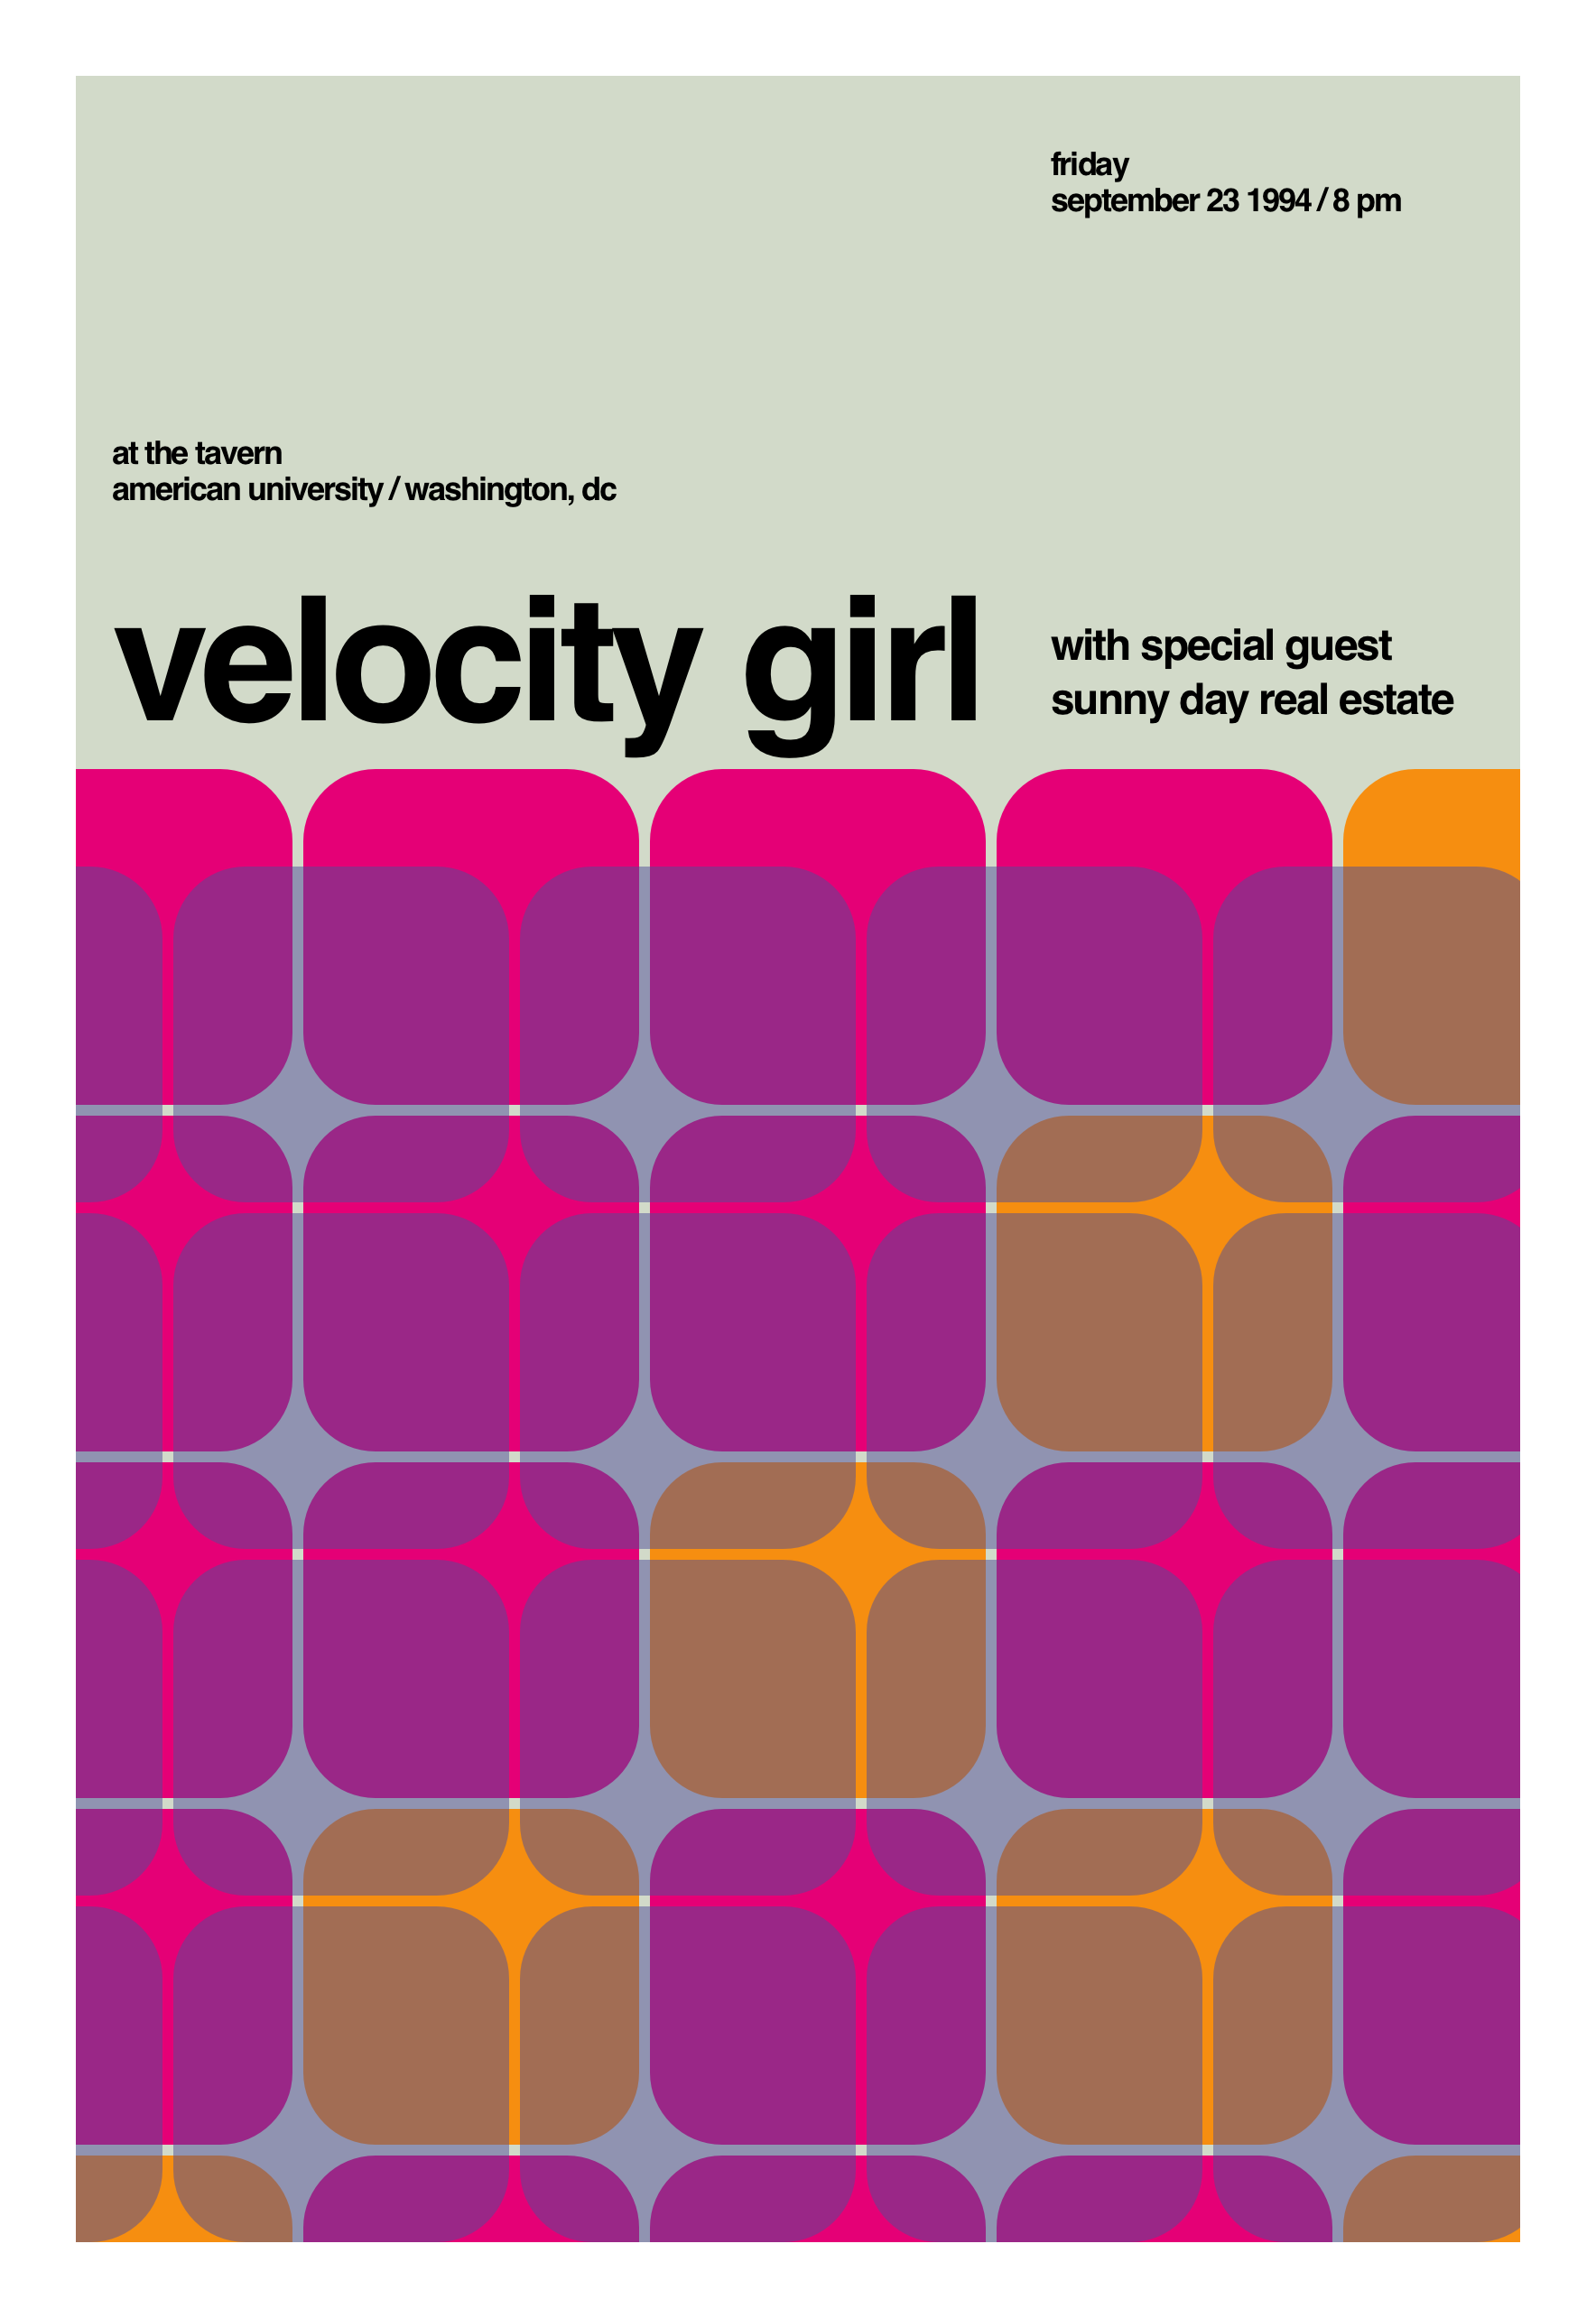 friday
september 23 1994 / 8 pm
at the tavern
american university / washington, dc
velocity girl
with special guest
sunny day real estate